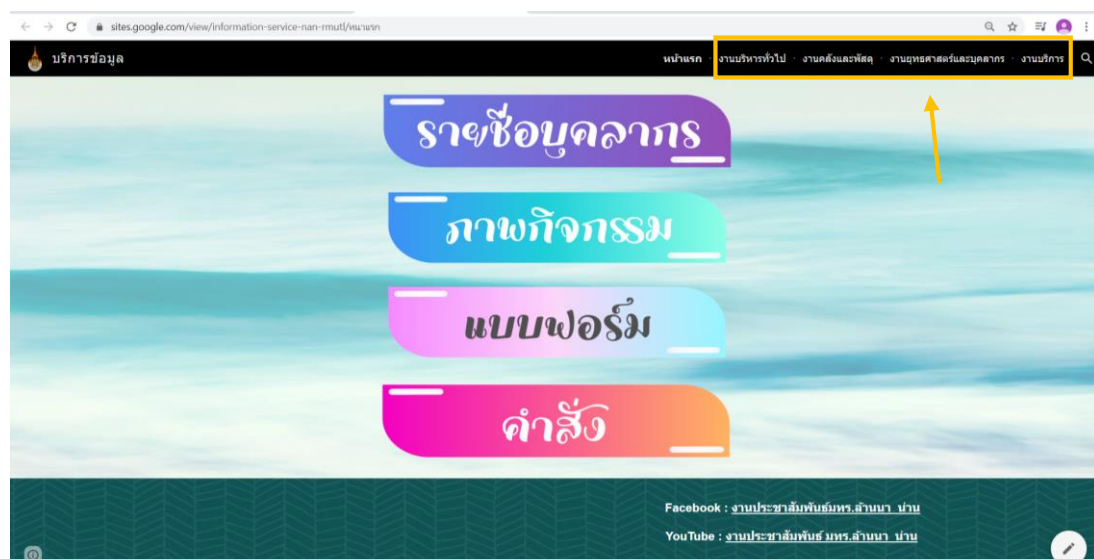 sites.google.com/view/information-service-nan-rmutl/หน้าแรก
บริการข้อมูล
หน้าแรก งานบริหารทั่วไป งานคลังและพัสดุ งานยุทธศาสตร์และบุคลากร งานบริการ
รายชื่อบุคลากร
ภาพกิจกรรม
แบบฟอร์ม
คำสั่ง
Facebook : งานประชาสัมพันธ์มทร.ล้านนา น่าน
YouTube : งานประชาสัมพันธ์ มทร.ล้านนา น่าน